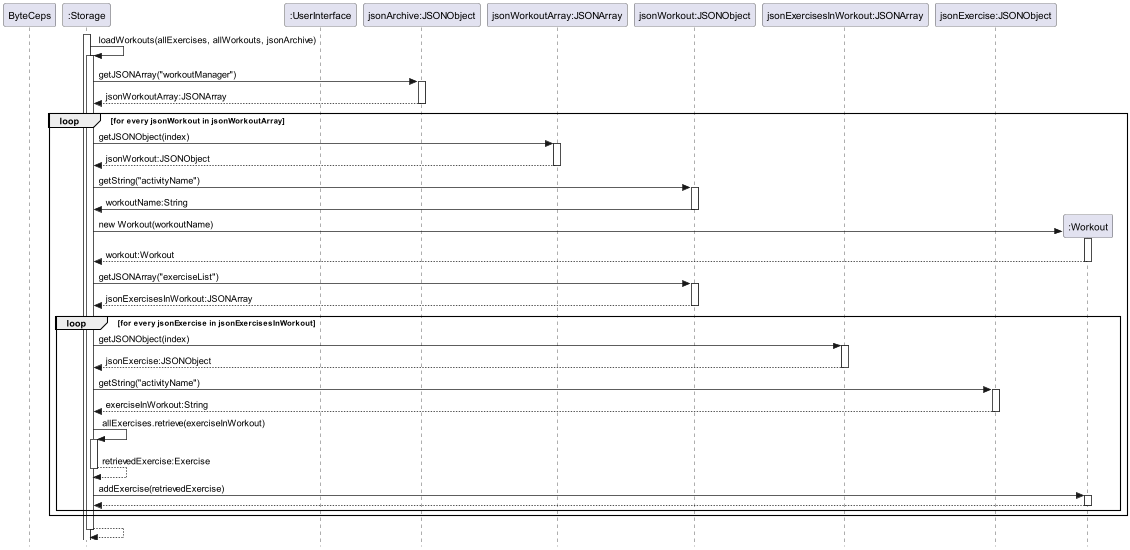 ByteCeps
:Storage
:UserInterface
jsonArchive:JSONObject
jsonWorkoutArray:JSONArray
jsonWorkout:JSONObject
jsonExercisesInWorkout:JSONArray
jsonExercise:JSONObject
loadWorkouts(allExercises, allWorkouts, jsonArchive)
getJSONArray("workoutManager")
jsonWorkoutArray:JSONArray
loop [for every jsonWorkout in jsonWorkoutArray]
getJSONObject(index)
jsonWorkout:JSONObject
getString("activityName")
workoutName:String
new Workout(workoutName)
:Workout
workout:Workout
getJSONArray("exerciseList")
jsonExercisesInWorkout:JSONArray
loop [for every jsonExercise in jsonExercisesInWorkout]
getJSONObject(index)
jsonExercise:JSONObject
getString("activityName")
exerciseInWorkout:String
allExercises.retrieve(exerciseInWorkout)
retrievedExercise:Exercise
addExercise(retrievedExercise)